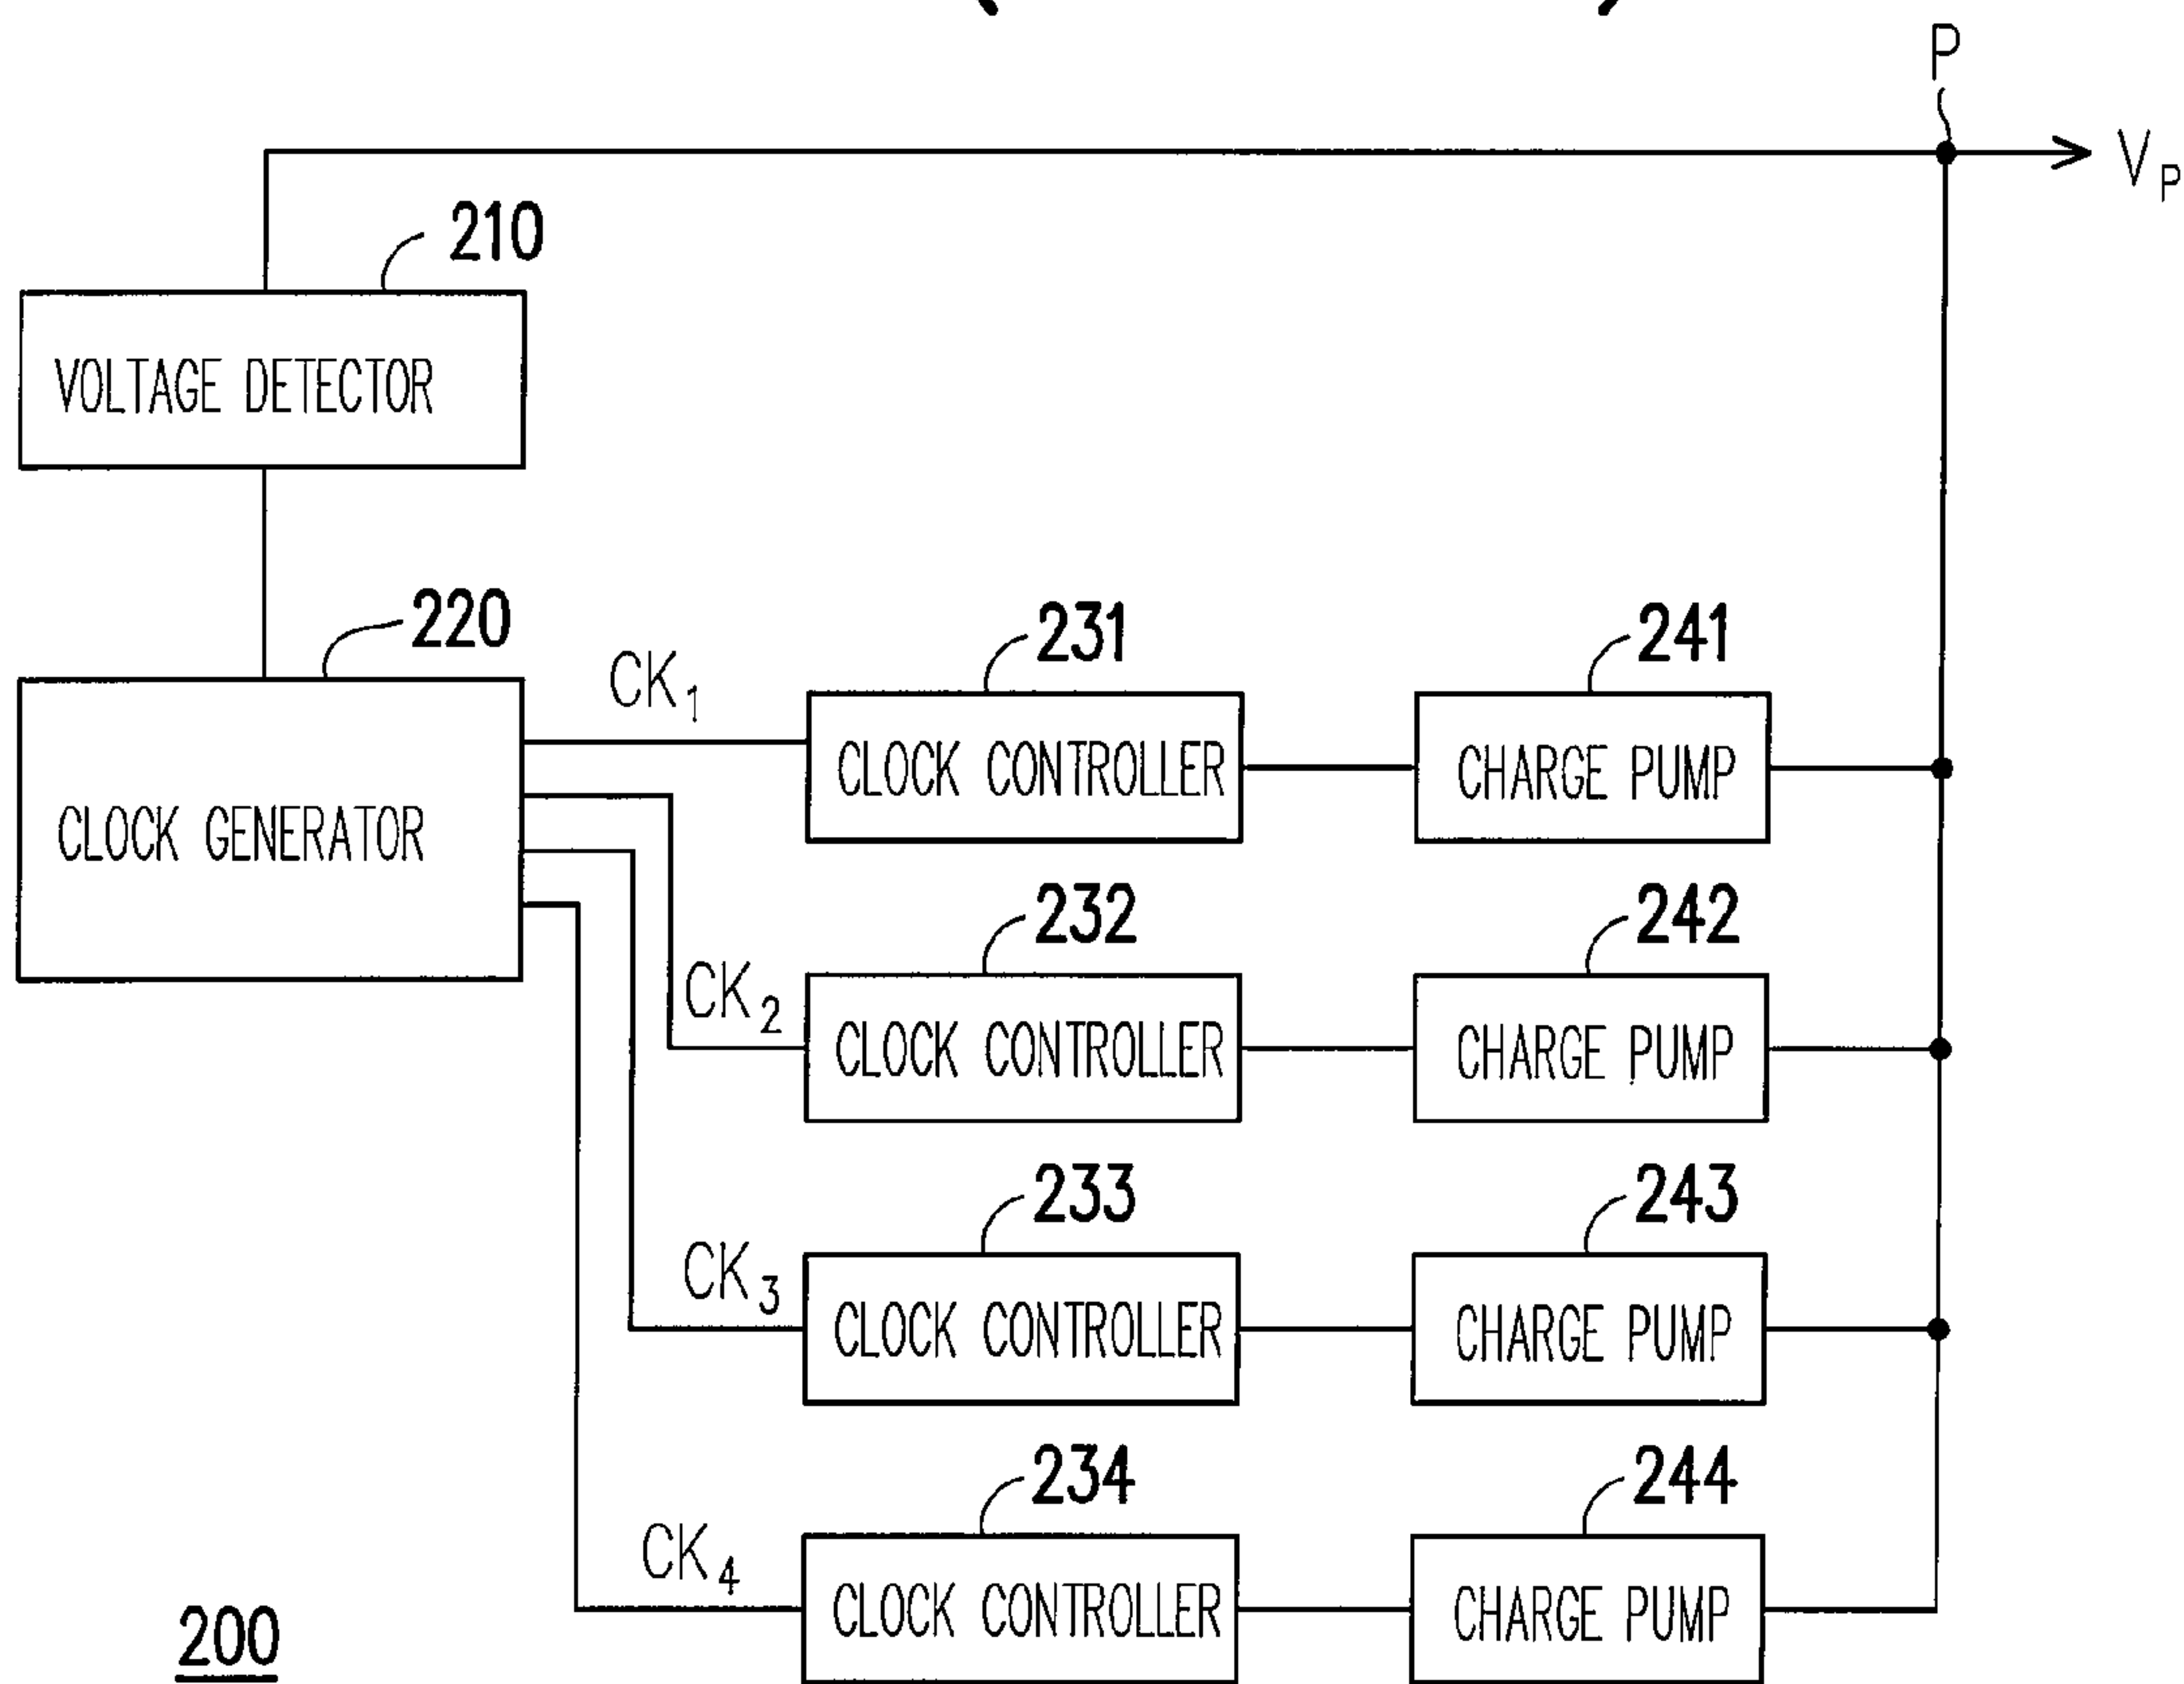 P
V_P
210
VOLTAGE DETECTOR
220
CLOCK GENERATOR
CK_1
231
CLOCK CONTROLLER
241
CHARGE PUMP
CK_2
232
CLOCK CONTROLLER
242
CHARGE PUMP
CK_3
233
CLOCK CONTROLLER
243
CHARGE PUMP
CK_4
234
CLOCK CONTROLLER
244
CHARGE PUMP
200